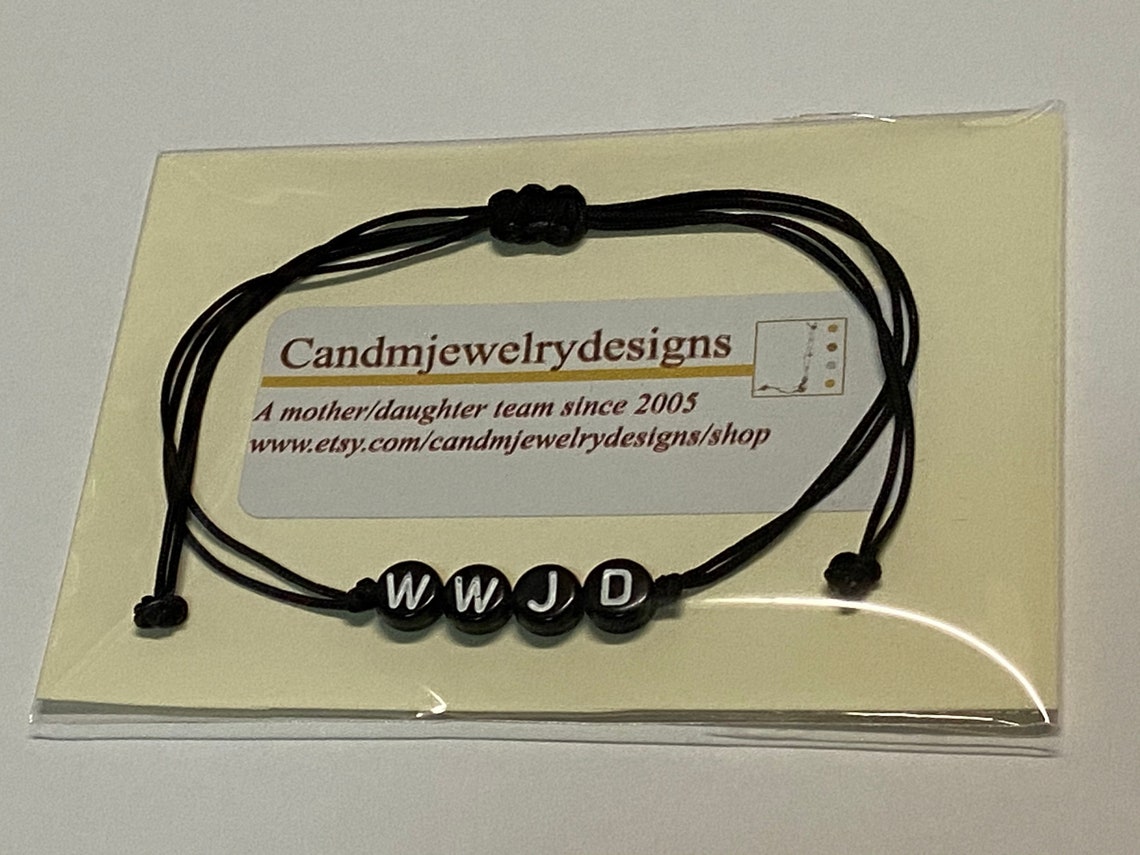 Candmjewelrydesigns
A mother/daughter team since 2005
www.etsy.com/candmjewelrydesigns/shop
WWJD